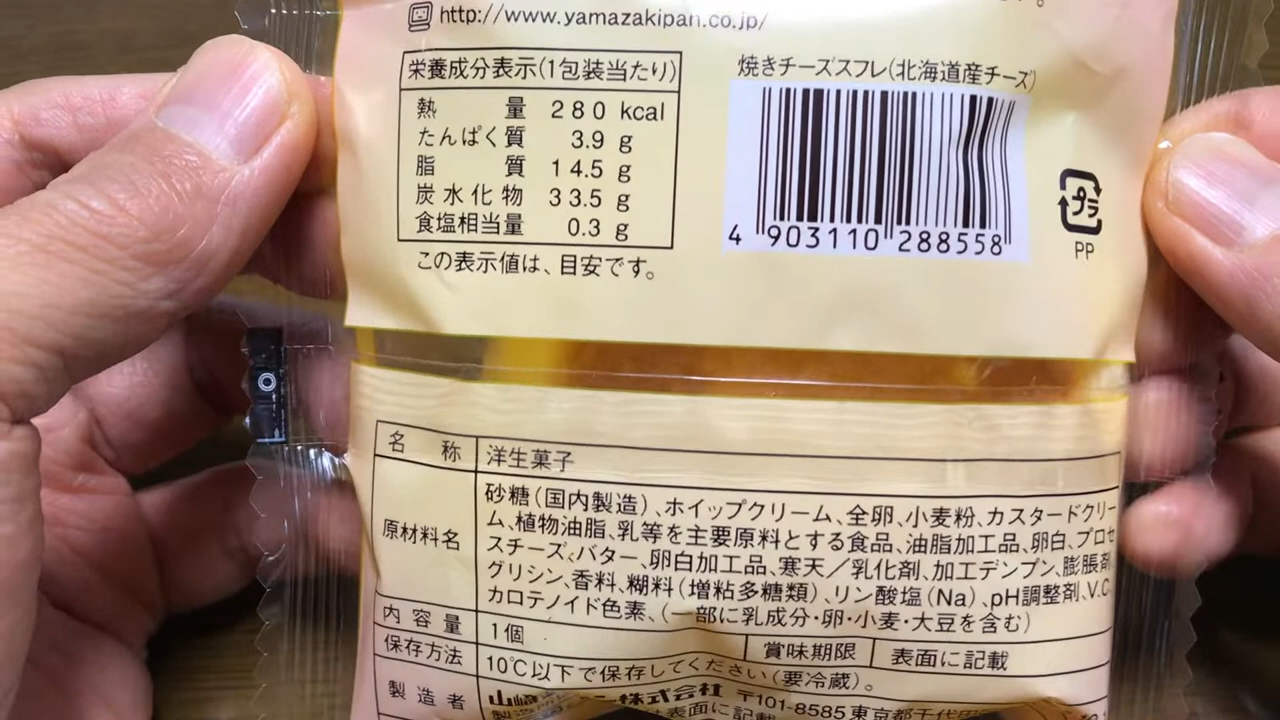 http://www.yamazakipan.co.jp/
栄養成分表示(1包装当たり)
熱量 280 kcal
たんぱく質 3.9 g
脂質 14.5 g
炭水化物 33.5 g
食塩相当量 0.3 g
この表示値は、目安です。
焼きチーズスフレ(北海道産チーズ)
4 903110 288558
プラ
PP
名称 洋生菓子
原材料名
砂糖(国内製造)、ホイップクリーム、全卵、小麦粉、カスタードクリー
ム、植物油脂、乳等を主要原料とする食品、油脂加工品、卵白、プロセ
スチーズ、バター、卵白加工品、寒天/乳化剤、加工デンプン、膨脹剤、
グリシン、香料、糊料(増粘多糖類)、リン酸塩(Na)、pH調整剤、V.C、
カロテノイド色素、(一部に乳成分・卵・小麦・大豆を含む)
内容量 1個 賞味期限 表面に記載
保存方法 10℃以下で保存してください(要冷蔵)。
製造者 株式会社 〒101-8585 東京都千代田
表面に記載